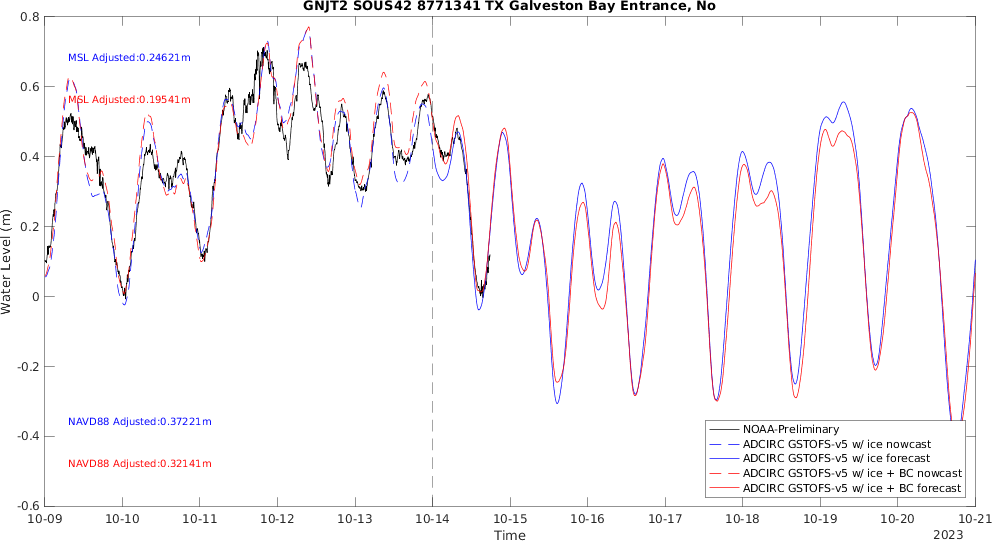 GNJT2 SOUS42 8771341 TX Galveston Bay Entrance, No
0.8
0.6
0.4
0.2
0
-0.2
-0.4
-0.6
Water Level (m)
MSL Adjusted:0.24621m
MSL Adjusted:0.19541m
NAVD88 Adjusted:0.37221m
NAVD88 Adjusted:0.32141m
NOAA-Preliminary
ADCIRC GSTOFS-v5 w/ ice nowcast
ADCIRC GSTOFS-v5 w/ ice forecast
ADCIRC GSTOFS-v5 w/ ice + BC nowcast
ADCIRC GSTOFS-v5 w/ ice + BC forecast
10-09 10-10 10-11 10-12 10-13 10-14 10-15 10-16 10-17 10-18 10-19 10-20 10-21
Time
2023